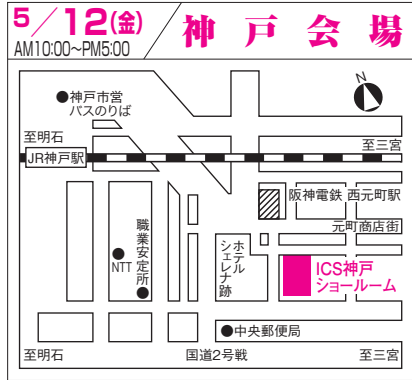 5／12(金)
AM10:00~PM5:00
神戸会場
N
神戸市営
バスのりば
至明石
至三宮
JR神戸駅
阪神電鉄 西元町駅
元町商店街
職業安定所
NTT
ホテル
シェレナ跡
ICS神戸
ショールーム
中央郵便局
至明石
国道2号戦
至三宮